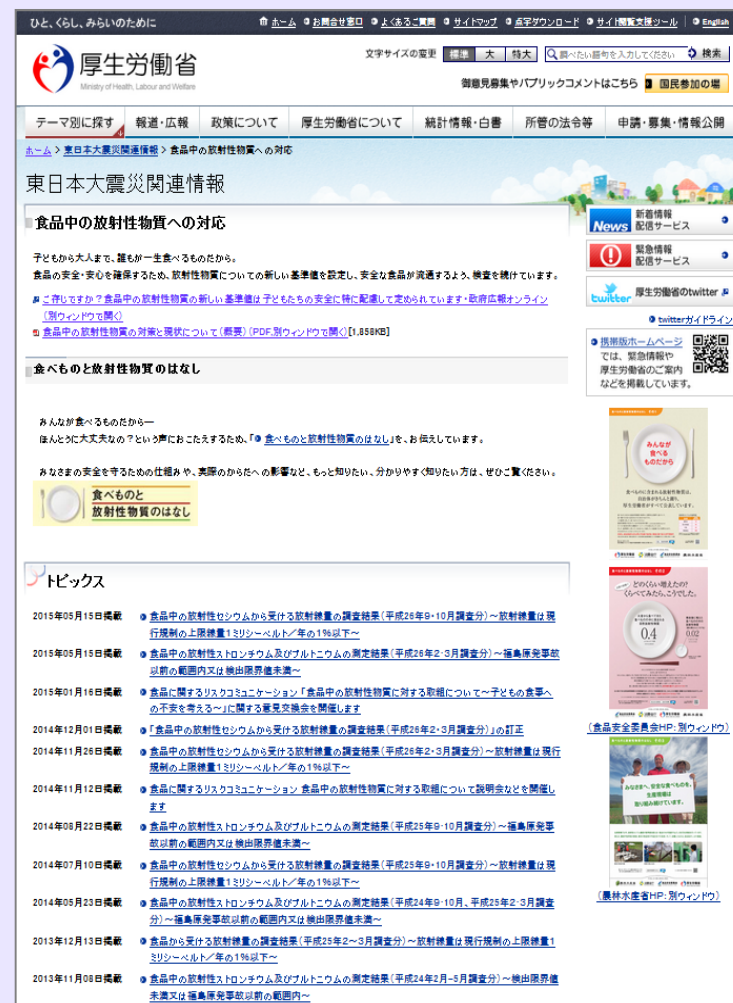 ひと、くらし、みらいのために
ホーム お問合せ窓口 よくあるご質問 サイトマップ 点字ダウンロード サイト閲覧支援ツール English
厚生労働省
Ministry of Health, Labour and Welfare
文字サイズの変更 標準 大 特大 調べたい語句を入力してください 検索
御意見募集やパブリックコメントはこちら 国民参加の場
テーマ別に探す 報道・広報 政策について 厚生労働省について 統計情報・白書 所管の法令等 申請・募集・情報公開
ホーム > 東日本大震災関連情報 > 食品中の放射性物質への対応
東日本大震災関連情報
食品中の放射性物質への対応
子どもから大人まで、誰もが一生食べるものだから。
食品の安全・安心を確保するため、放射性物質についての新しい基準値を設定し、安全な食品が流通するよう、検査を続けています。
ご存じですか?食品中の放射性物質の新しい基準値は子どもたちの安全に特に配慮して定められています・政府広報オンライン
(別ウィンドウで開く)
食品中の放射性物質の対策と現状について(概要)(PDF,別ウィンドウで開く)[1,858KB]
食べものと放射性物質のはなし
みんなが食べるものだから―
ほんとうに大丈夫なの?という声におこたえするため、「食べものと放射性物質のはなし」を、お伝えしています。
みなさまの安全を守るための仕組みや、実際のからだへの影響など、もっと知りたい、分かりやすく知りたい方は、ぜひご覧ください。
食べものと
放射性物質のはなし
トピックス
2015年05月15日掲載 食品中の放射性セシウムから受ける放射線量の調査結果(平成26年9・10月調査分)~放射線量は現
行規制の上限線量1ミリシーベルト/年の1%以下~
2015年05月15日掲載 食品中の放射性ストロンチウム及びプルトニウムの測定結果(平成26年2・3月調査分)~福島原発事故
以前の範囲内又は検出限界値未満~
2015年01月16日掲載 食品に関するリスクコミュニケーション「食品中の放射性物質に対する取組について~子どもの食事へ
の不安を考える~」に関する意見交換会を開催します
2014年12月01日掲載 「食品中の放射性セシウムから受ける放射線量の調査結果(平成26年2・3月調査分)」の訂正
2014年11月26日掲載 食品中の放射性セシウムから受ける放射線量の調査結果(平成26年2・3月調査分)~放射線量は現行
規制の上限線量1ミリシーベルト/年の1%以下~
2014年11月12日掲載 食品に関するリスクコミュニケーション 食品中の放射性物質に対する取組について説明会などを開催し
ます
2014年08月22日掲載 食品中の放射性ストロンチウム及びプルトニウムの測定結果(平成25年9・10月調査分)~福島原発事
故以前の範囲内又は検出限界値未満~
2014年07月10日掲載 食品中の放射性セシウムから受ける放射線量の調査結果(平成25年9・10月調査分)~放射線量は現
行規制の上限線量1ミリシーベルト/年の1%以下~
2014年05月23日掲載 食品中の放射性ストロンチウム及びプルトニウムの測定結果(平成24年9・10月、平成25年2・3月調査
分)~福島原発事故以前の範囲内又は検出限界値未満~
2013年12月13日掲載 食品から受ける放射線量の調査結果(平成25年2~3月調査分)~放射線量は現行規制の上限線量1
ミリシーベルト/年の1%以下~
2013年11月08日掲載 食品中の放射性ストロンチウム及びプルトニウムの測定結果(平成24年2月-5月調査分)~検出限界値
未満又は福島原発事故以前の範囲内~
News 新着情報
配信サービス
緊急情報
配信サービス
twitter 厚生労働省のtwitter
twitterガイドライン
携帯版ホームページ
では、緊急情報や
厚生労働省のご案内
などを掲載しています。
みんなが
食べる
ものだから
食べものに含まれる放射性物質は、
自治体がきちんと調べ、
厚生労働省がすべて公表しています。
どのくらい増えたの?
くらべてみたら、こうでした。
0.4
0.02
(食品安全委員会HP:別ウィンドウ)
みなさまへ、安全な食べものを。
生産現場は
取り組み続けています。
(農林水産省HP:別ウィンドウ)